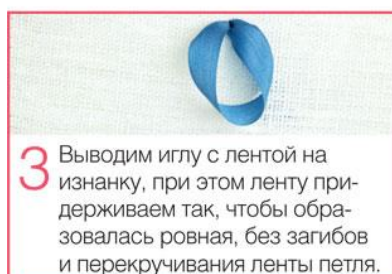 3 Выводим иглу с лентой на
изнанку, при этом ленту при-
держиваем так, чтобы обра-
зовалась ровная, без загибов
и перекручивания ленты петля.